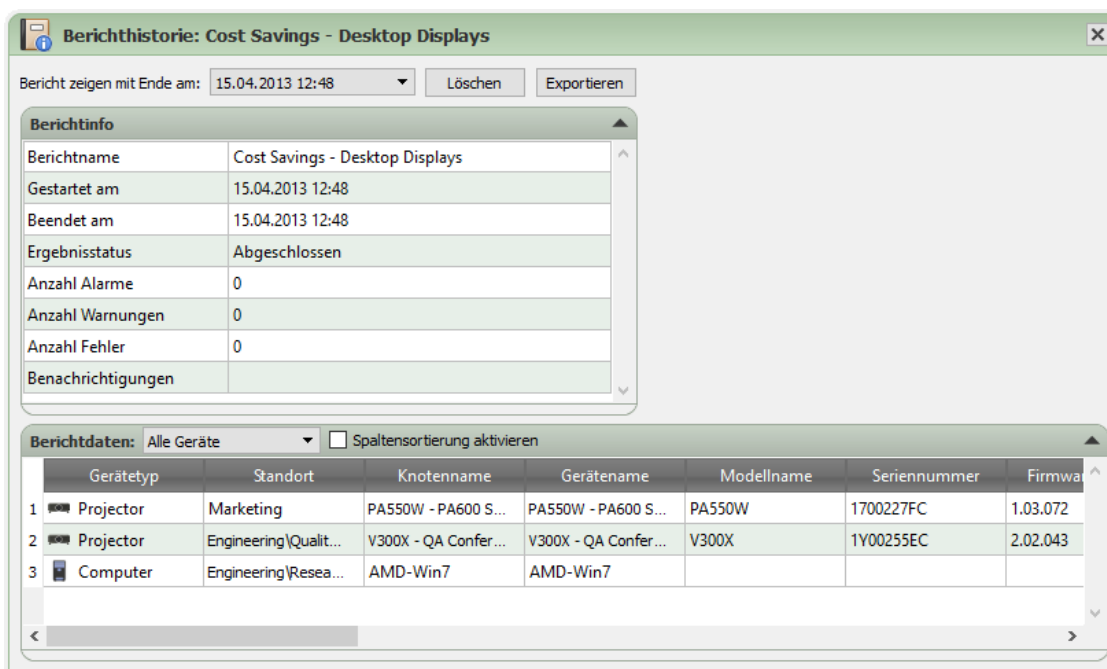 Berichthistorie: Cost Savings - Desktop Displays
Bericht zeigen mit Ende am: 15.04.2013 12:48 Löschen Exportieren
Berichtinfo
Berichtname Cost Savings - Desktop Displays
Gestartet am 15.04.2013 12:48
Beendet am 15.04.2013 12:48
Ergebnisstatus Abgeschlossen
Anzahl Alarme 0
Anzahl Warnungen 0
Anzahl Fehler 0
Benachrichtigungen
Berichtdaten: Alle Geräte Spaltensortierung aktivieren
Gerätetyp Standort Knotenname Gerätename Modellname Seriennummer Firmwa
1 Projector Marketing PA550W - PA600 S... PA550W - PA600 S... PA550W 1700227FC 1.03.072
2 Projector Engineering\Qualit... V300X - QA Confer... V300X - QA Confer... V300X 1Y00255EC 2.02.043
3 Computer Engineering\Resea... AMD-Win7 AMD-Win7